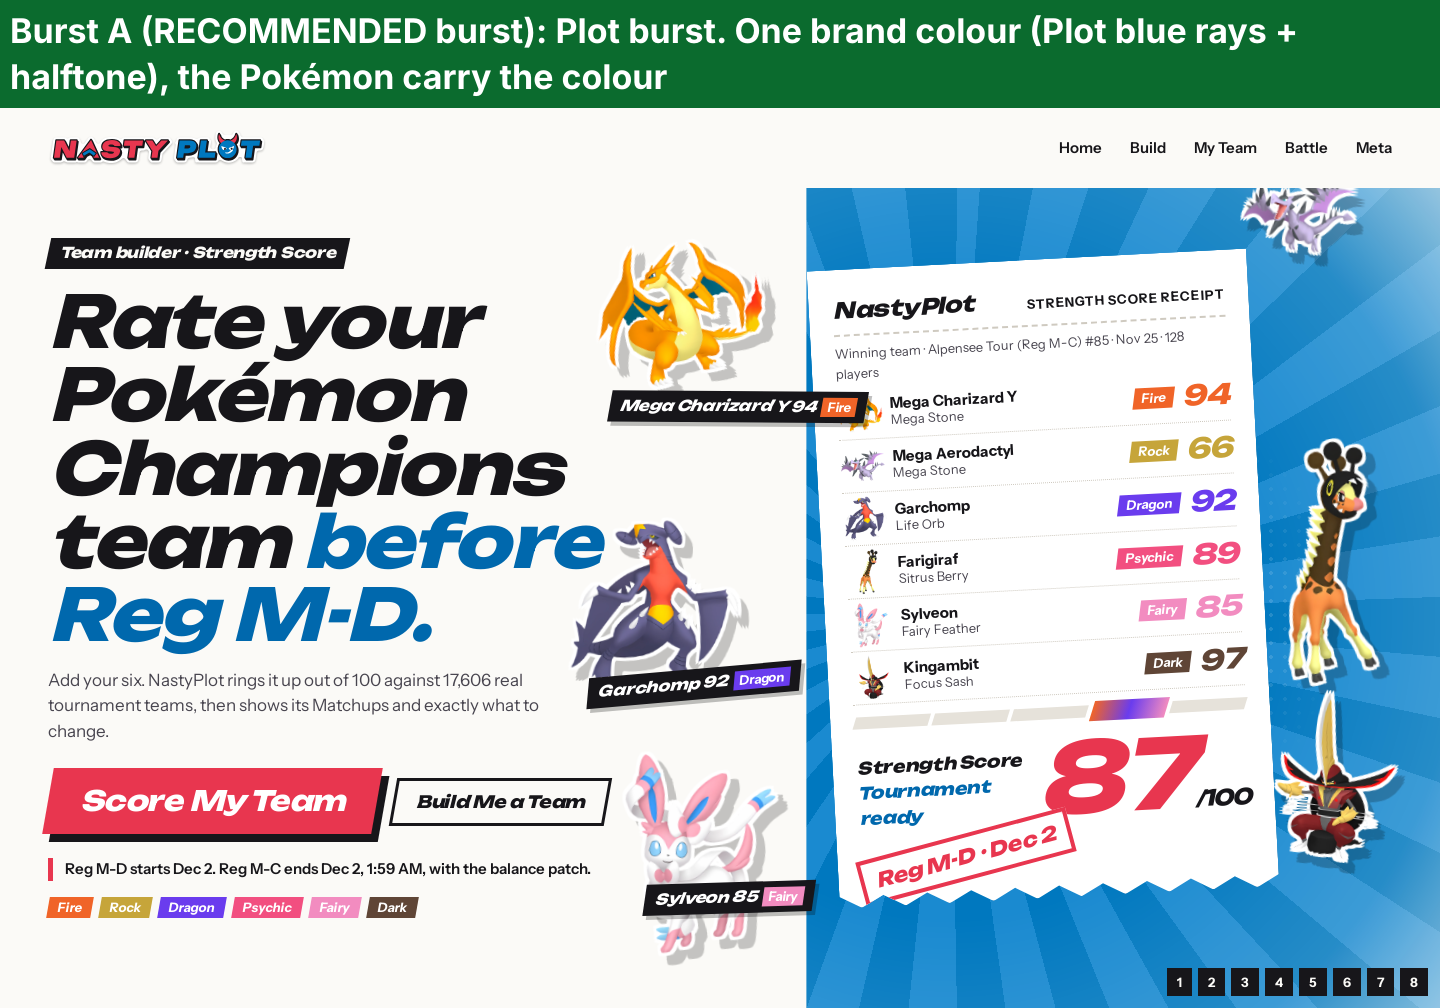 Burst A (RECOMMENDED burst): Plot burst. One brand colour (Plot blue rays +
halftone), the Pokémon carry the colour
NASTY PLOT
Home Build My Team Battle Meta
Team builder · Strength Score
Rate your
Pokémon
Champions
team before
Reg M-D.
Add your six. NastyPlot rings it up out of 100 against 17,606 real
tournament teams, then shows its Matchups and exactly what to
change.
Score My Team
Build Me a Team
Reg M-D starts Dec 2. Reg M-C ends Dec 2, 1:59 AM, with the balance patch.
Fire Rock Dragon Psychic Fairy Dark
Mega Charizard Y 94 Fire
Garchomp 92 Dragon
Sylveon 85 Fairy
NastyPlot
STRENGTH SCORE RECEIPT
Winning team · Alpensee Tour (Reg M-C) #85 · Nov 25 · 128
players
Mega Charizard Y
Mega Stone
Fire 94
Mega Aerodactyl
Mega Stone
Rock 66
Garchomp
Life Orb
Dragon 92
Farigiraf
Sitrus Berry
Psychic 89
Sylveon
Fairy Feather
Fairy 85
Kingambit
Focus Sash
Dark 97
Strength Score
Tournament
ready
87 /100
Reg M-D · Dec 2
1 2 3 4 5 6 7 8